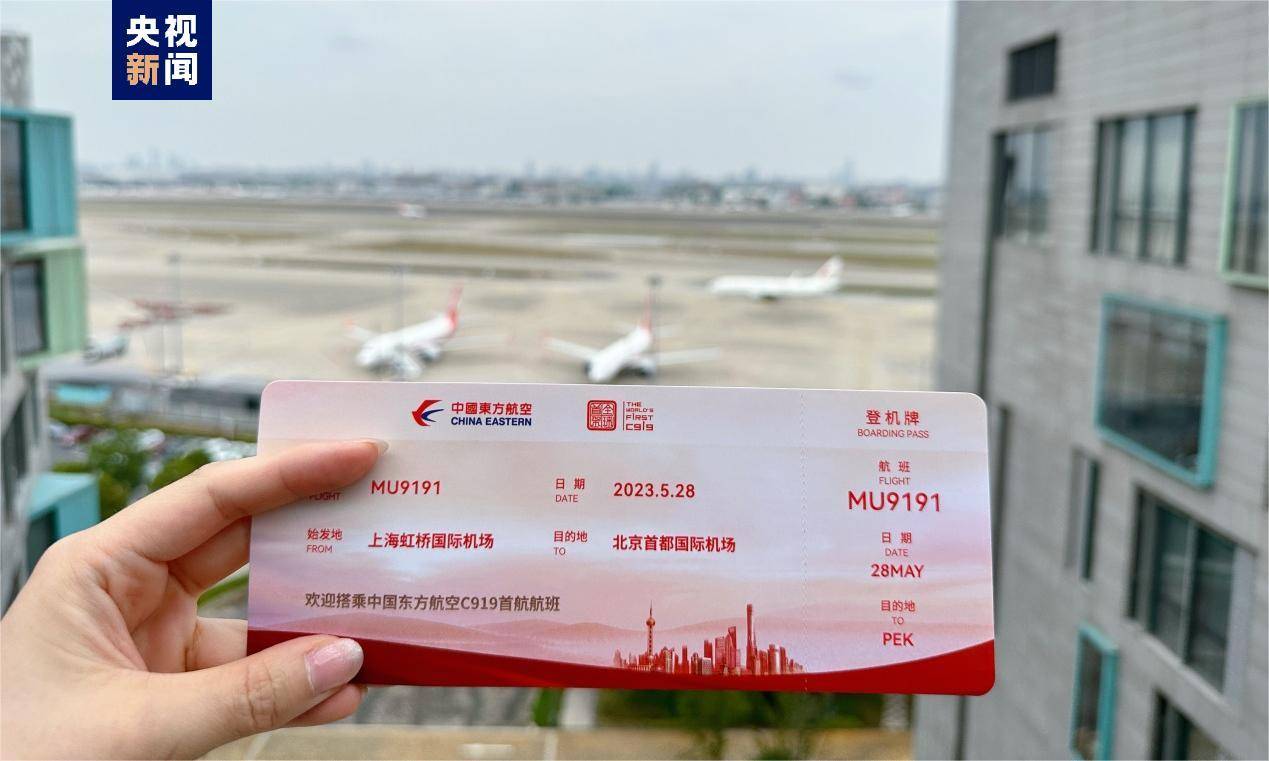 央视
新闻
中國東方航空
CHINA EASTERN
全球
首架
THE
WORLD'S
FIRST
C919
登机牌
BOARDING PASS
FLIGHT
MU9191
日 期
DATE
2023.5.28
航 班
FLIGHT
MU9191
始发地
FROM
上海虹桥国际机场
目的地
TO
北京首都国际机场
日 期
DATE
28MAY
欢迎搭乘中国东方航空C919首航航班
目的地
TO
PEK